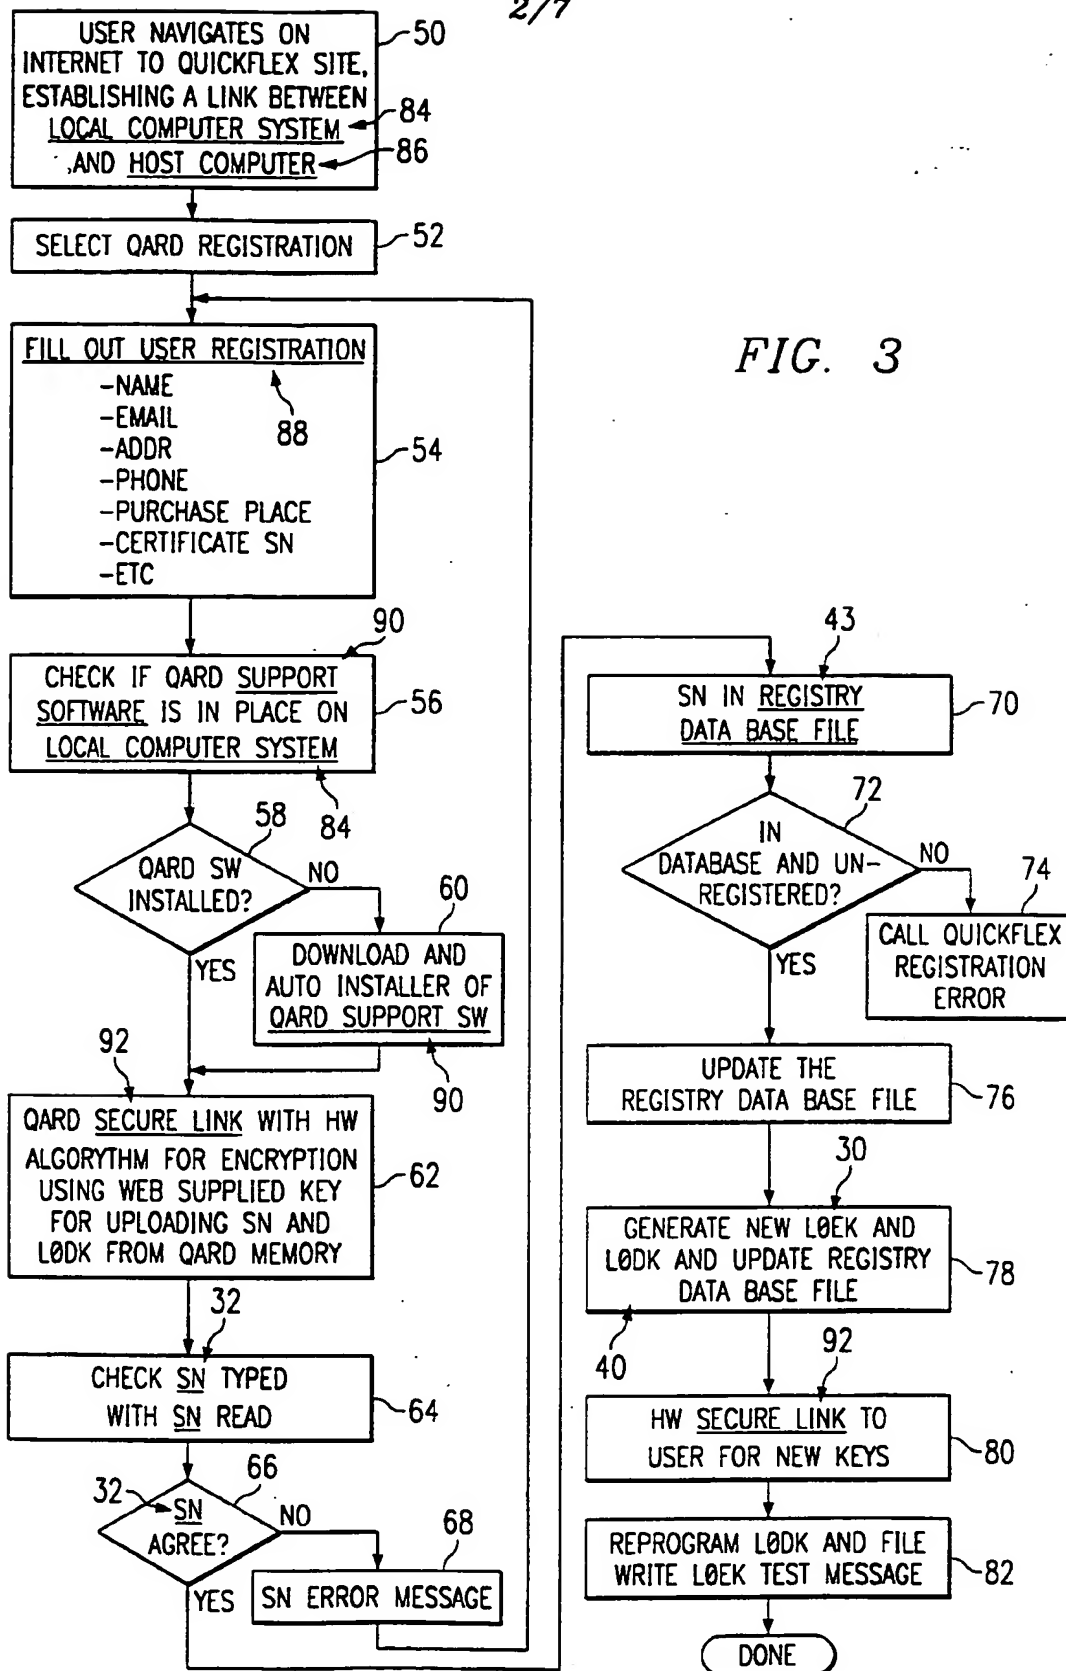 2/7
USER NAVIGATES ON
INTERNET TO QUICKFLEX SITE,
ESTABLISHING A LINK BETWEEN
LOCAL COMPUTER SYSTEM
AND HOST COMPUTER
50
84
86
SELECT QARD REGISTRATION
52
FILL OUT USER REGISTRATION
-NAME
-EMAIL
-ADDR
-PHONE
-PURCHASE PLACE
-CERTIFICATE SN
-ETC
88
54
FIG. 3
90
CHECK IF QARD SUPPORT
SOFTWARE IS IN PLACE ON
LOCAL COMPUTER SYSTEM
56
84
58
QARD SW
INSTALLED?
NO
YES
60
DOWNLOAD AND
AUTO INSTALLER OF
QARD SUPPORT SW
90
92
QARD SECURE LINK WITH HW
ALGORYTHM FOR ENCRYPTION
USING WEB SUPPLIED KEY
FOR UPLOADING SN AND
L0DK FROM QARD MEMORY
62
32
CHECK SN TYPED
WITH SN READ
64
66
32
SN
AGREE?
NO
YES
68
SN ERROR MESSAGE
43
SN IN REGISTRY
DATA BASE FILE
70
72
IN
DATABASE AND UN-
REGISTERED?
NO
YES
74
CALL QUICKFLEX
REGISTRATION
ERROR
UPDATE THE
REGISTRY DATA BASE FILE
76
30
GENERATE NEW L0EK AND
L0DK AND UPDATE REGISTRY
DATA BASE FILE
78
40
92
HW SECURE LINK TO
USER FOR NEW KEYS
80
REPROGRAM L0DK AND FILE
WRITE L0EK TEST MESSAGE
82
DONE